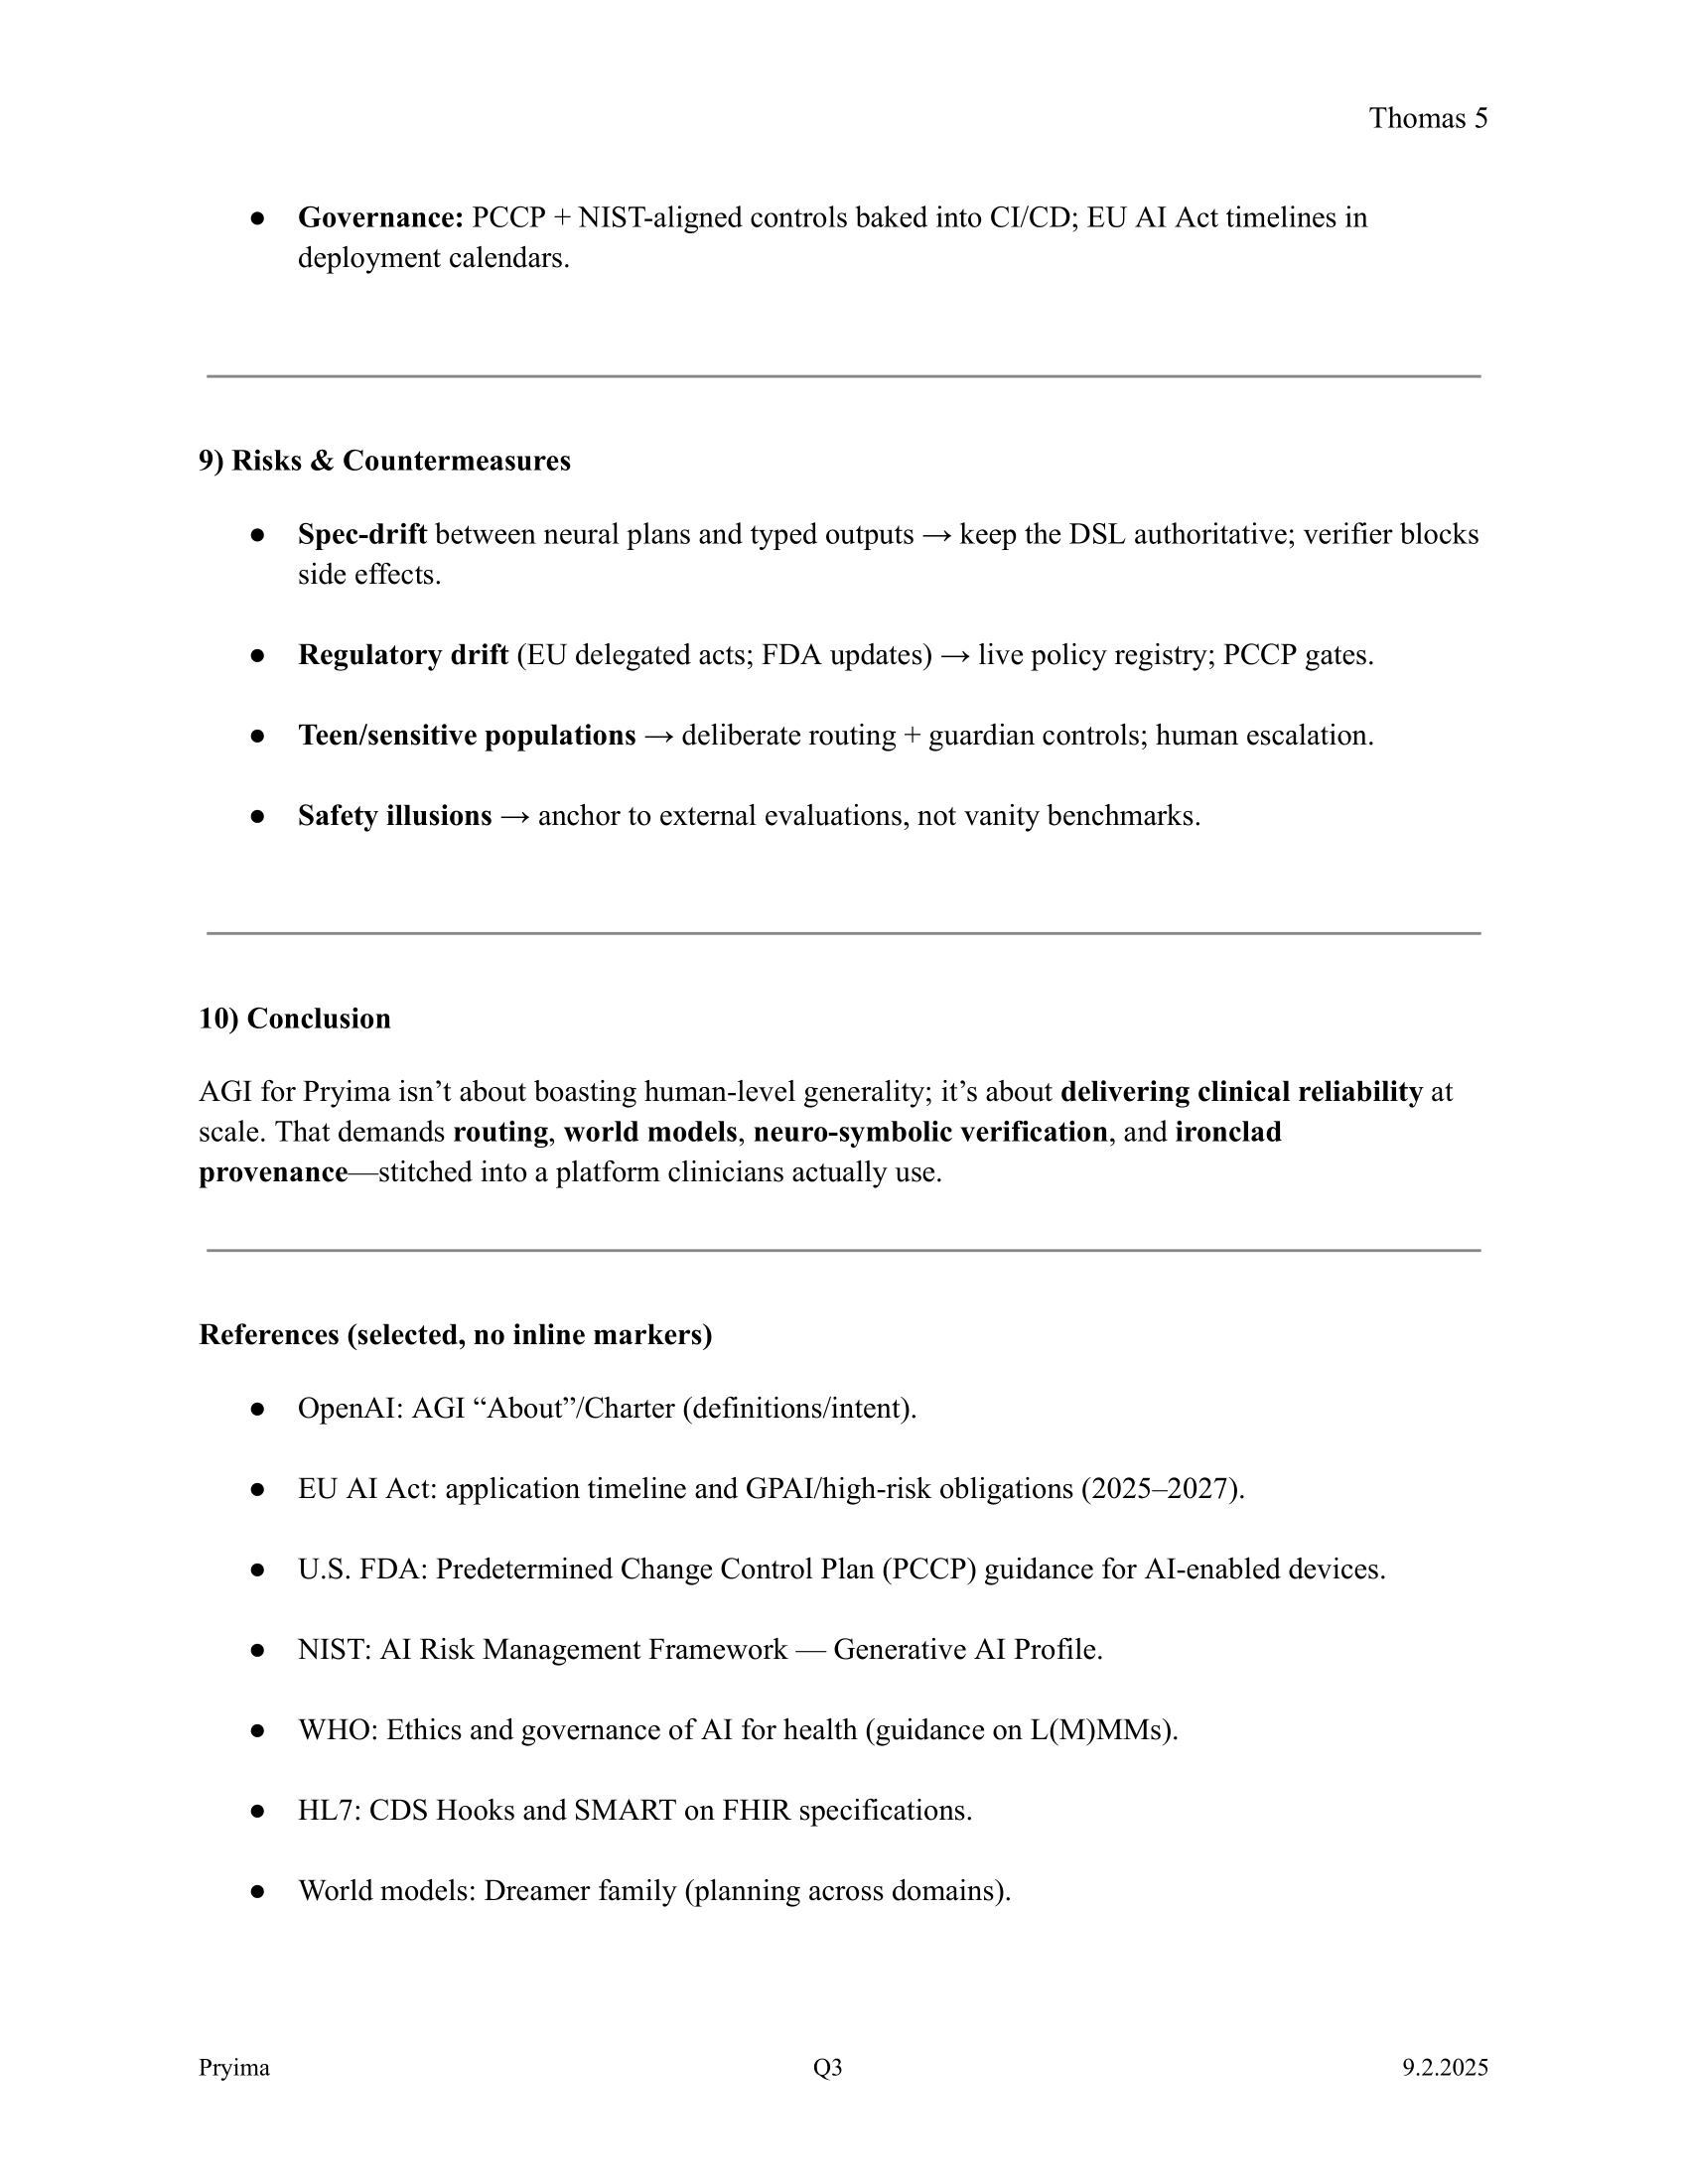 Thomas 5
● Governance: PCCP + NIST-aligned controls baked into CI/CD; EU AI Act timelines in
deployment calendars.
9) Risks & Countermeasures
● Spec-drift between neural plans and typed outputs → keep the DSL authoritative; verifier blocks
side effects.
● Regulatory drift (EU delegated acts; FDA updates) → live policy registry; PCCP gates.
● Teen/sensitive populations → deliberate routing + guardian controls; human escalation.
● Safety illusions → anchor to external evaluations, not vanity benchmarks.
10) Conclusion
AGI for Pryima isn’t about boasting human-level generality; it’s about delivering clinical reliability at
scale. That demands routing, world models, neuro-symbolic verification, and ironclad
provenance—stitched into a platform clinicians actually use.
References (selected, no inline markers)
● OpenAI: AGI “About”/Charter (definitions/intent).
● EU AI Act: application timeline and GPAI/high-risk obligations (2025–2027).
● U.S. FDA: Predetermined Change Control Plan (PCCP) guidance for AI-enabled devices.
● NIST: AI Risk Management Framework — Generative AI Profile.
● WHO: Ethics and governance of AI for health (guidance on L(M)MMs).
● HL7: CDS Hooks and SMART on FHIR specifications.
● World models: Dreamer family (planning across domains).
Pryima Q3 9.2.2025